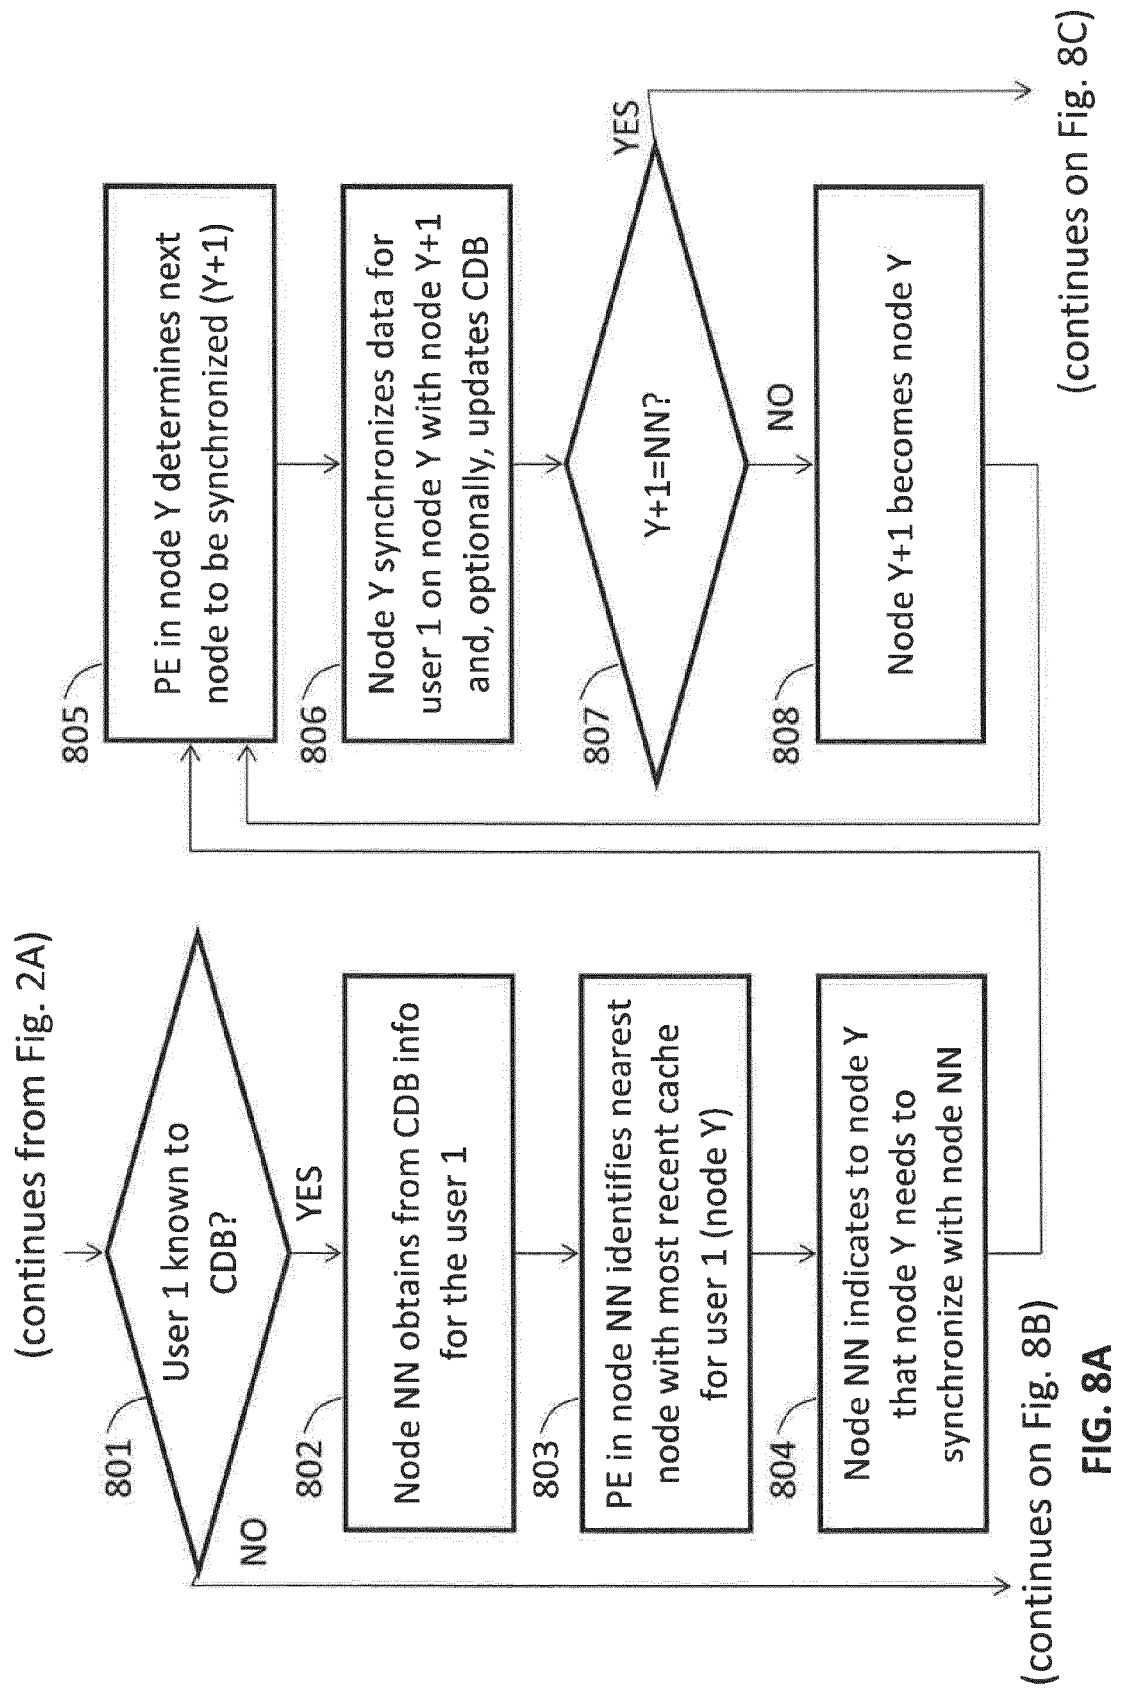 (continues from Fig. 2A)
801
User 1 known to
CDB?
NO
YES
802
Node NN obtains from CDB info
for the user 1
803
PE in node NN identifies nearest
node with most recent cache
for user 1 (node Y)
804
Node NN indicates to node Y
that node Y needs to
synchronize with node NN
(continues on Fig. 8B)
805
PE in node Y determines next
node to be synchronized (Y+1)
806
Node Y synchronizes data for
user 1 on node Y with node Y+1
and, optionally, updates CDB
807
Y+1=NN?
YES
NO
808
Node Y+1 becomes node Y
(continues on Fig. 8C)
FIG. 8A